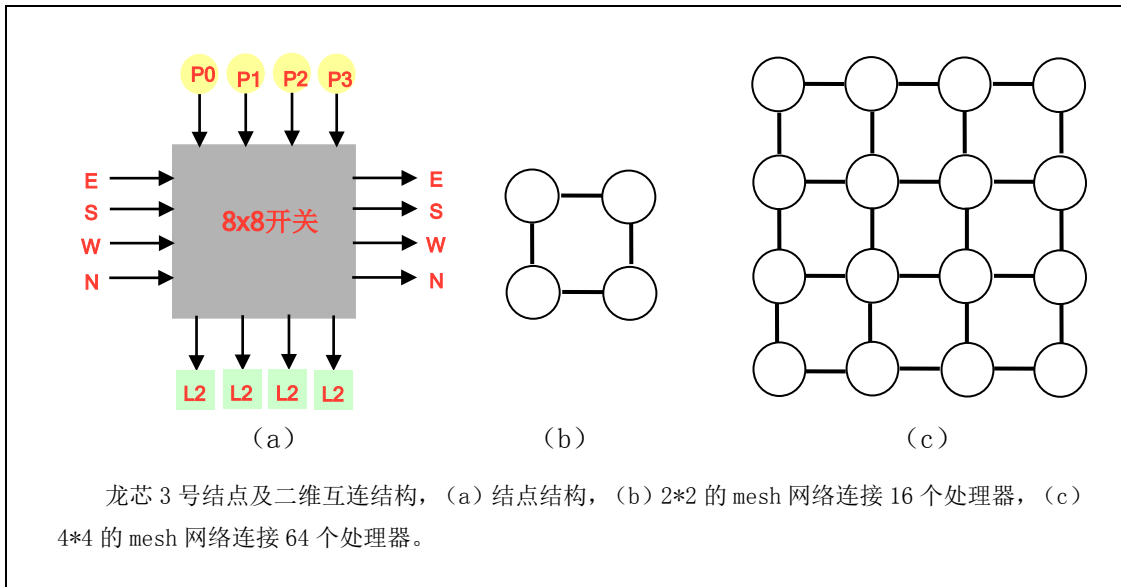 P0 P1 P2 P3
E E
S S
8x8开关
W W
N N
L2 L2 L2 L2
（a） （b） （c）
龙芯 3 号结点及二维互连结构，（a）结点结构，（b）2*2 的 mesh 网络连接 16 个处理器，（c）
4*4 的 mesh 网络连接 64 个处理器。